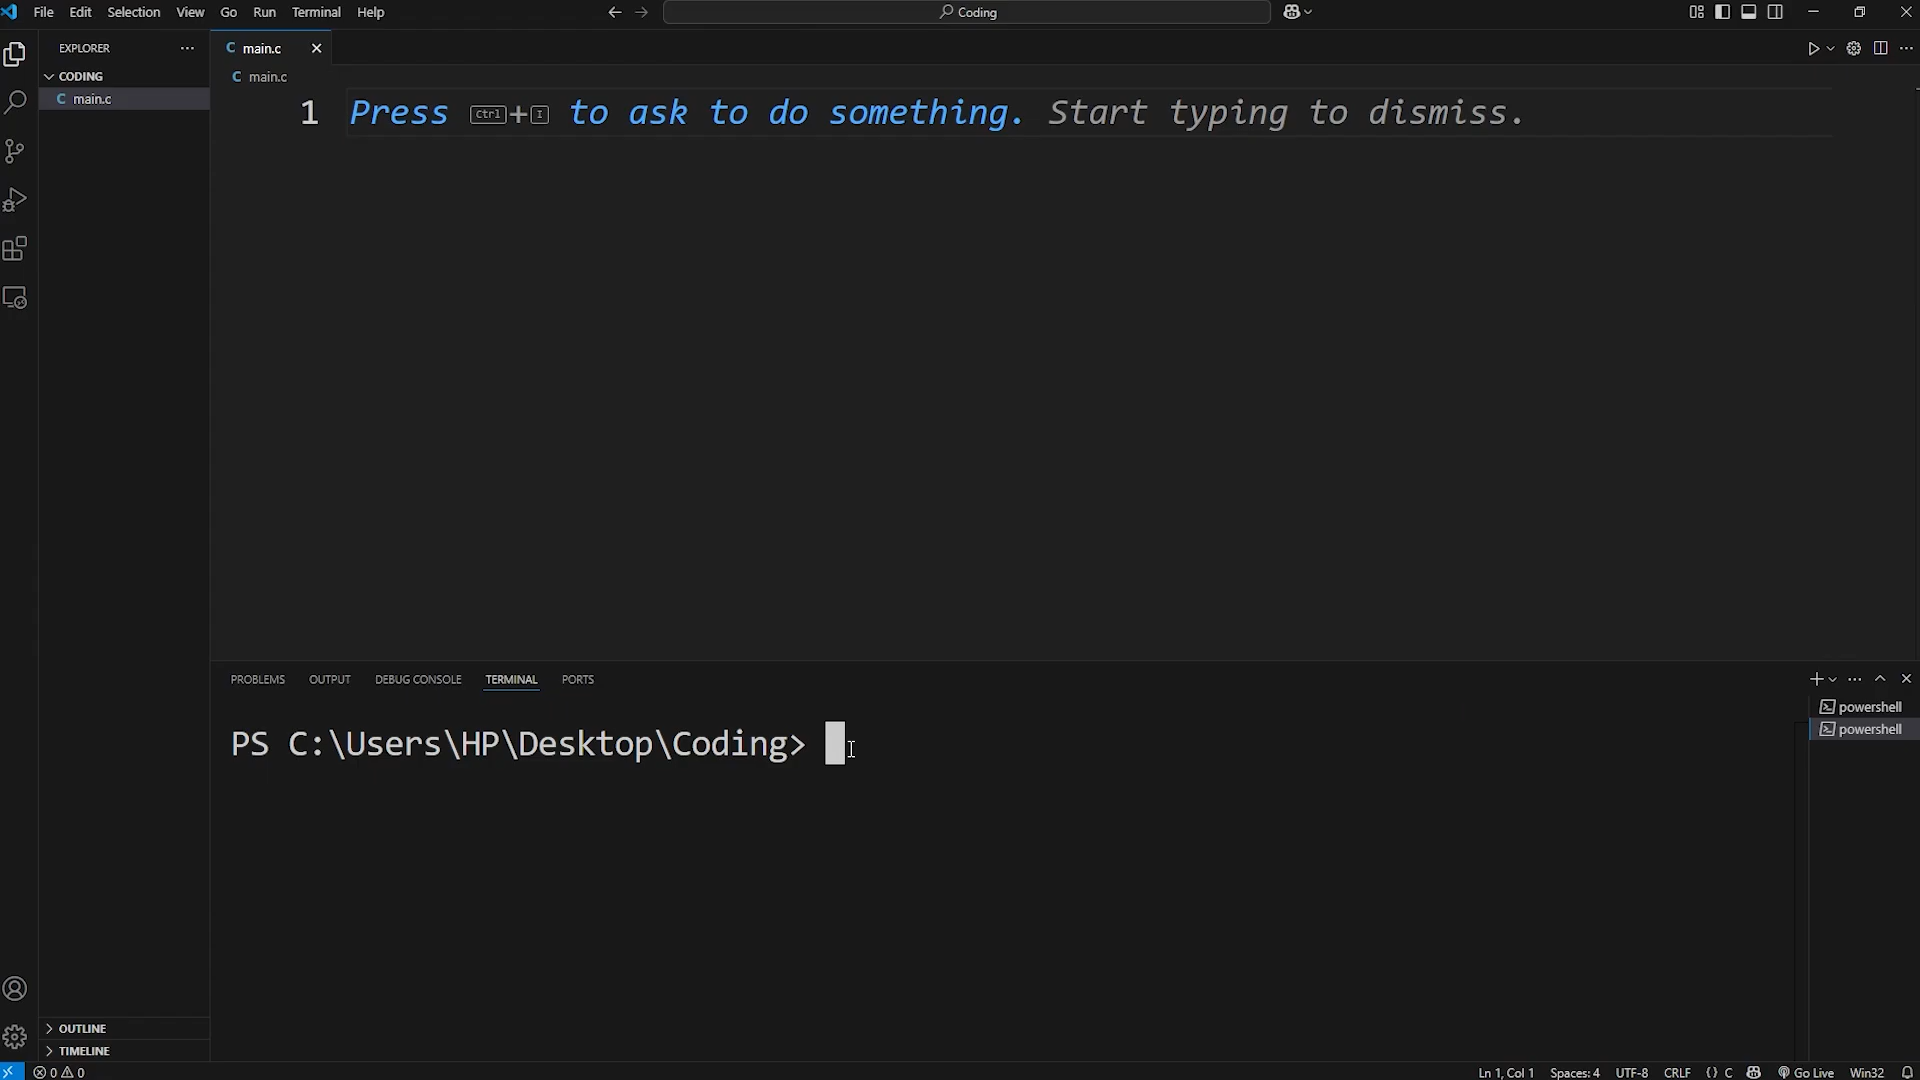 File Edit Selection View Go Run Terminal Help
Coding
EXPLORER
main.c
CODING
main.c
main.c
1 Press ctrl+I to ask to do something. Start typing to dismiss.
PROBLEMS OUTPUT DEBUG CONSOLE TERMINAL PORTS
PS C:\Users\HP\Desktop\Coding>
powershell
powershell
OUTLINE
TIMELINE
0 0
Ln 1, Col 1 Spaces: 4 UTF-8 CRLF {} C Go Live Win32